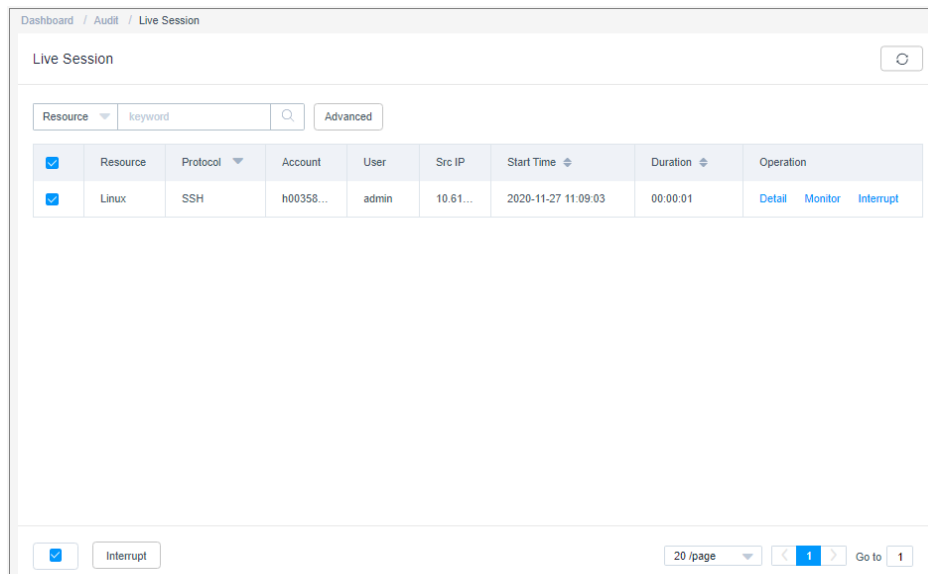 Dashboard / Audit / Live Session
Live Session
Resource keyword Advanced
Resource Protocol Account User Src IP Start Time Duration Operation
Linux SSH h00358... admin 10.61... 2020-11-27 11:09:03 00:00:01 Detail Monitor Interrupt
Interrupt 20 /page 1 Go to 1